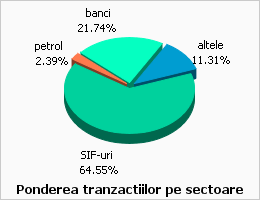 banci
21.74%
petrol
2.39%
altele
11.31%
SIF-uri
64.55%
Ponderea tranzactiilor pe sectoare